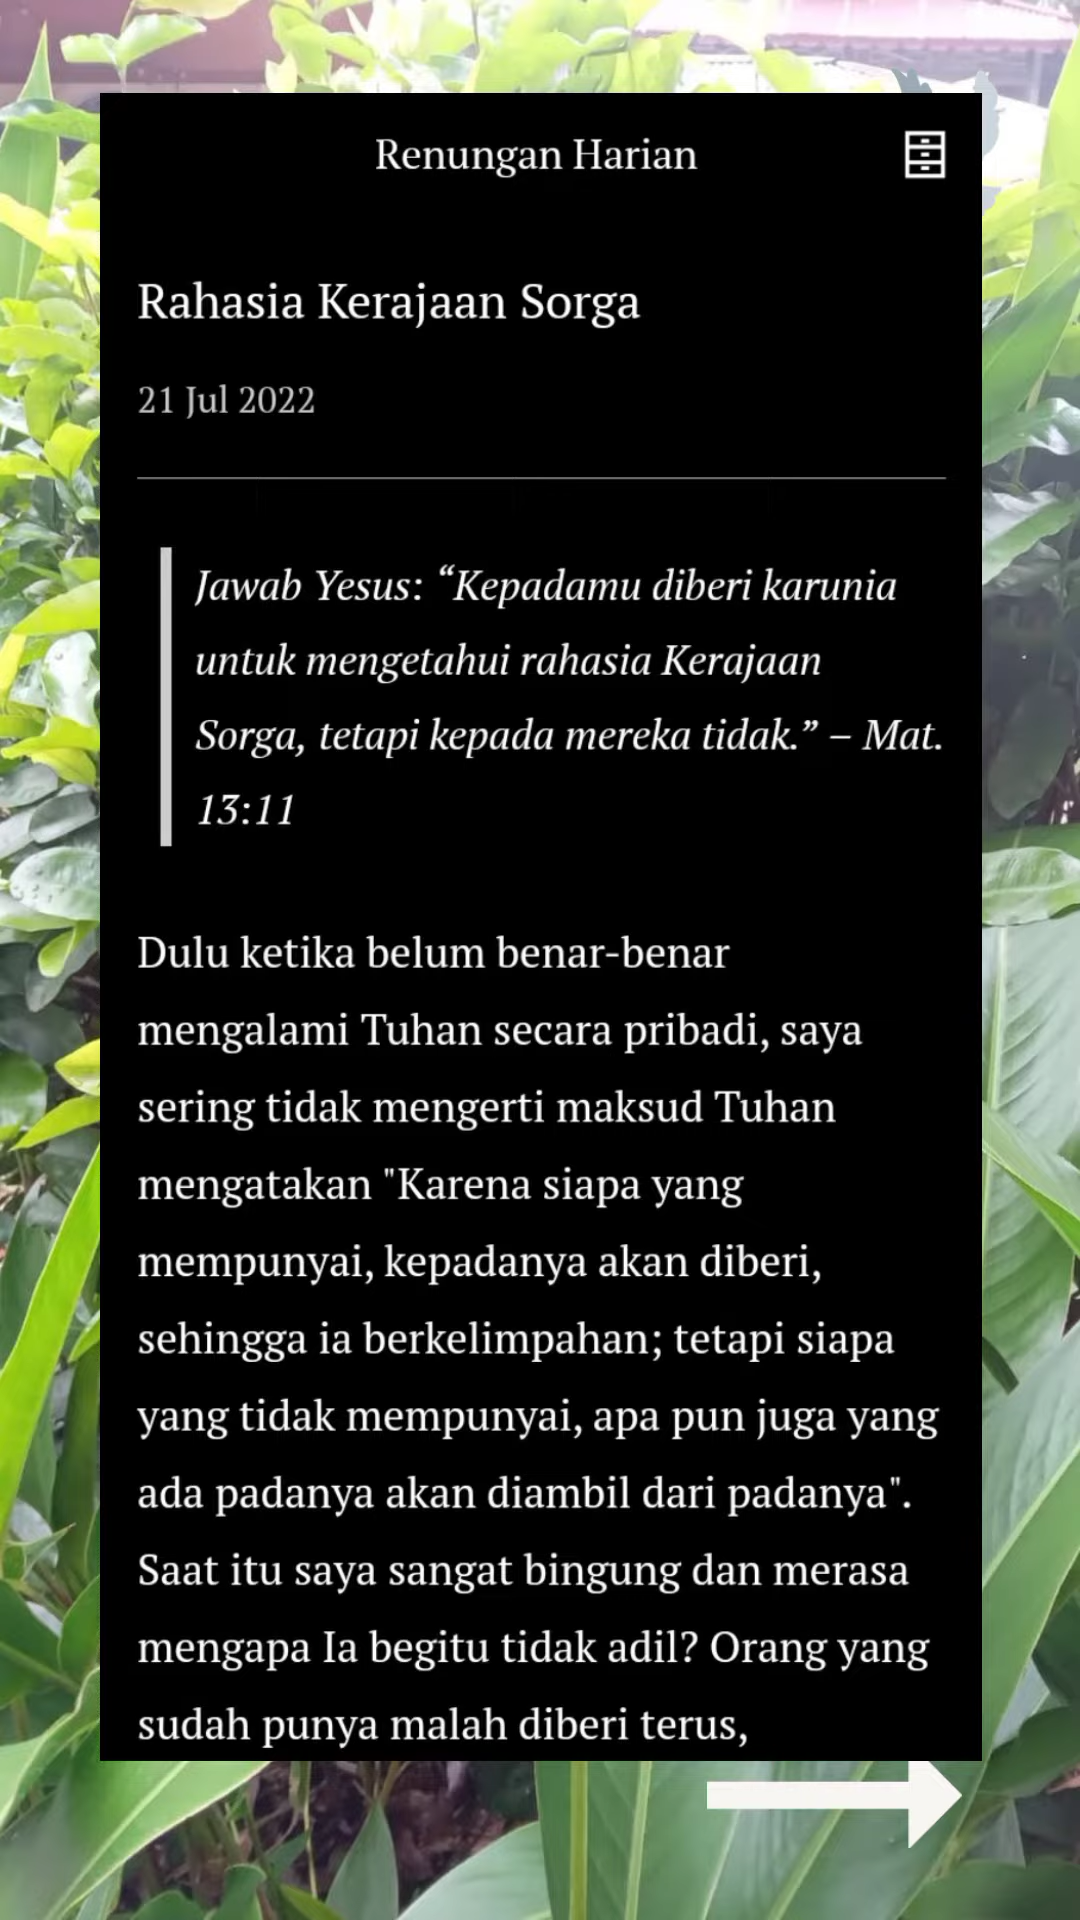 Renungan Harian
Rahasia Kerajaan Sorga
21 Jul 2022
Jawab Yesus: “Kepadamu diberi karunia
untuk mengetahui rahasia Kerajaan
Sorga, tetapi kepada mereka tidak.” – Mat.
13:11
Dulu ketika belum benar-benar
mengalami Tuhan secara pribadi, saya
sering tidak mengerti maksud Tuhan
mengatakan "Karena siapa yang
mempunyai, kepadanya akan diberi,
sehingga ia berkelimpahan; tetapi siapa
yang tidak mempunyai, apa pun juga yang
ada padanya akan diambil dari padanya".
Saat itu saya sangat bingung dan merasa
mengapa Ia begitu tidak adil? Orang yang
sudah punya malah diberi terus,